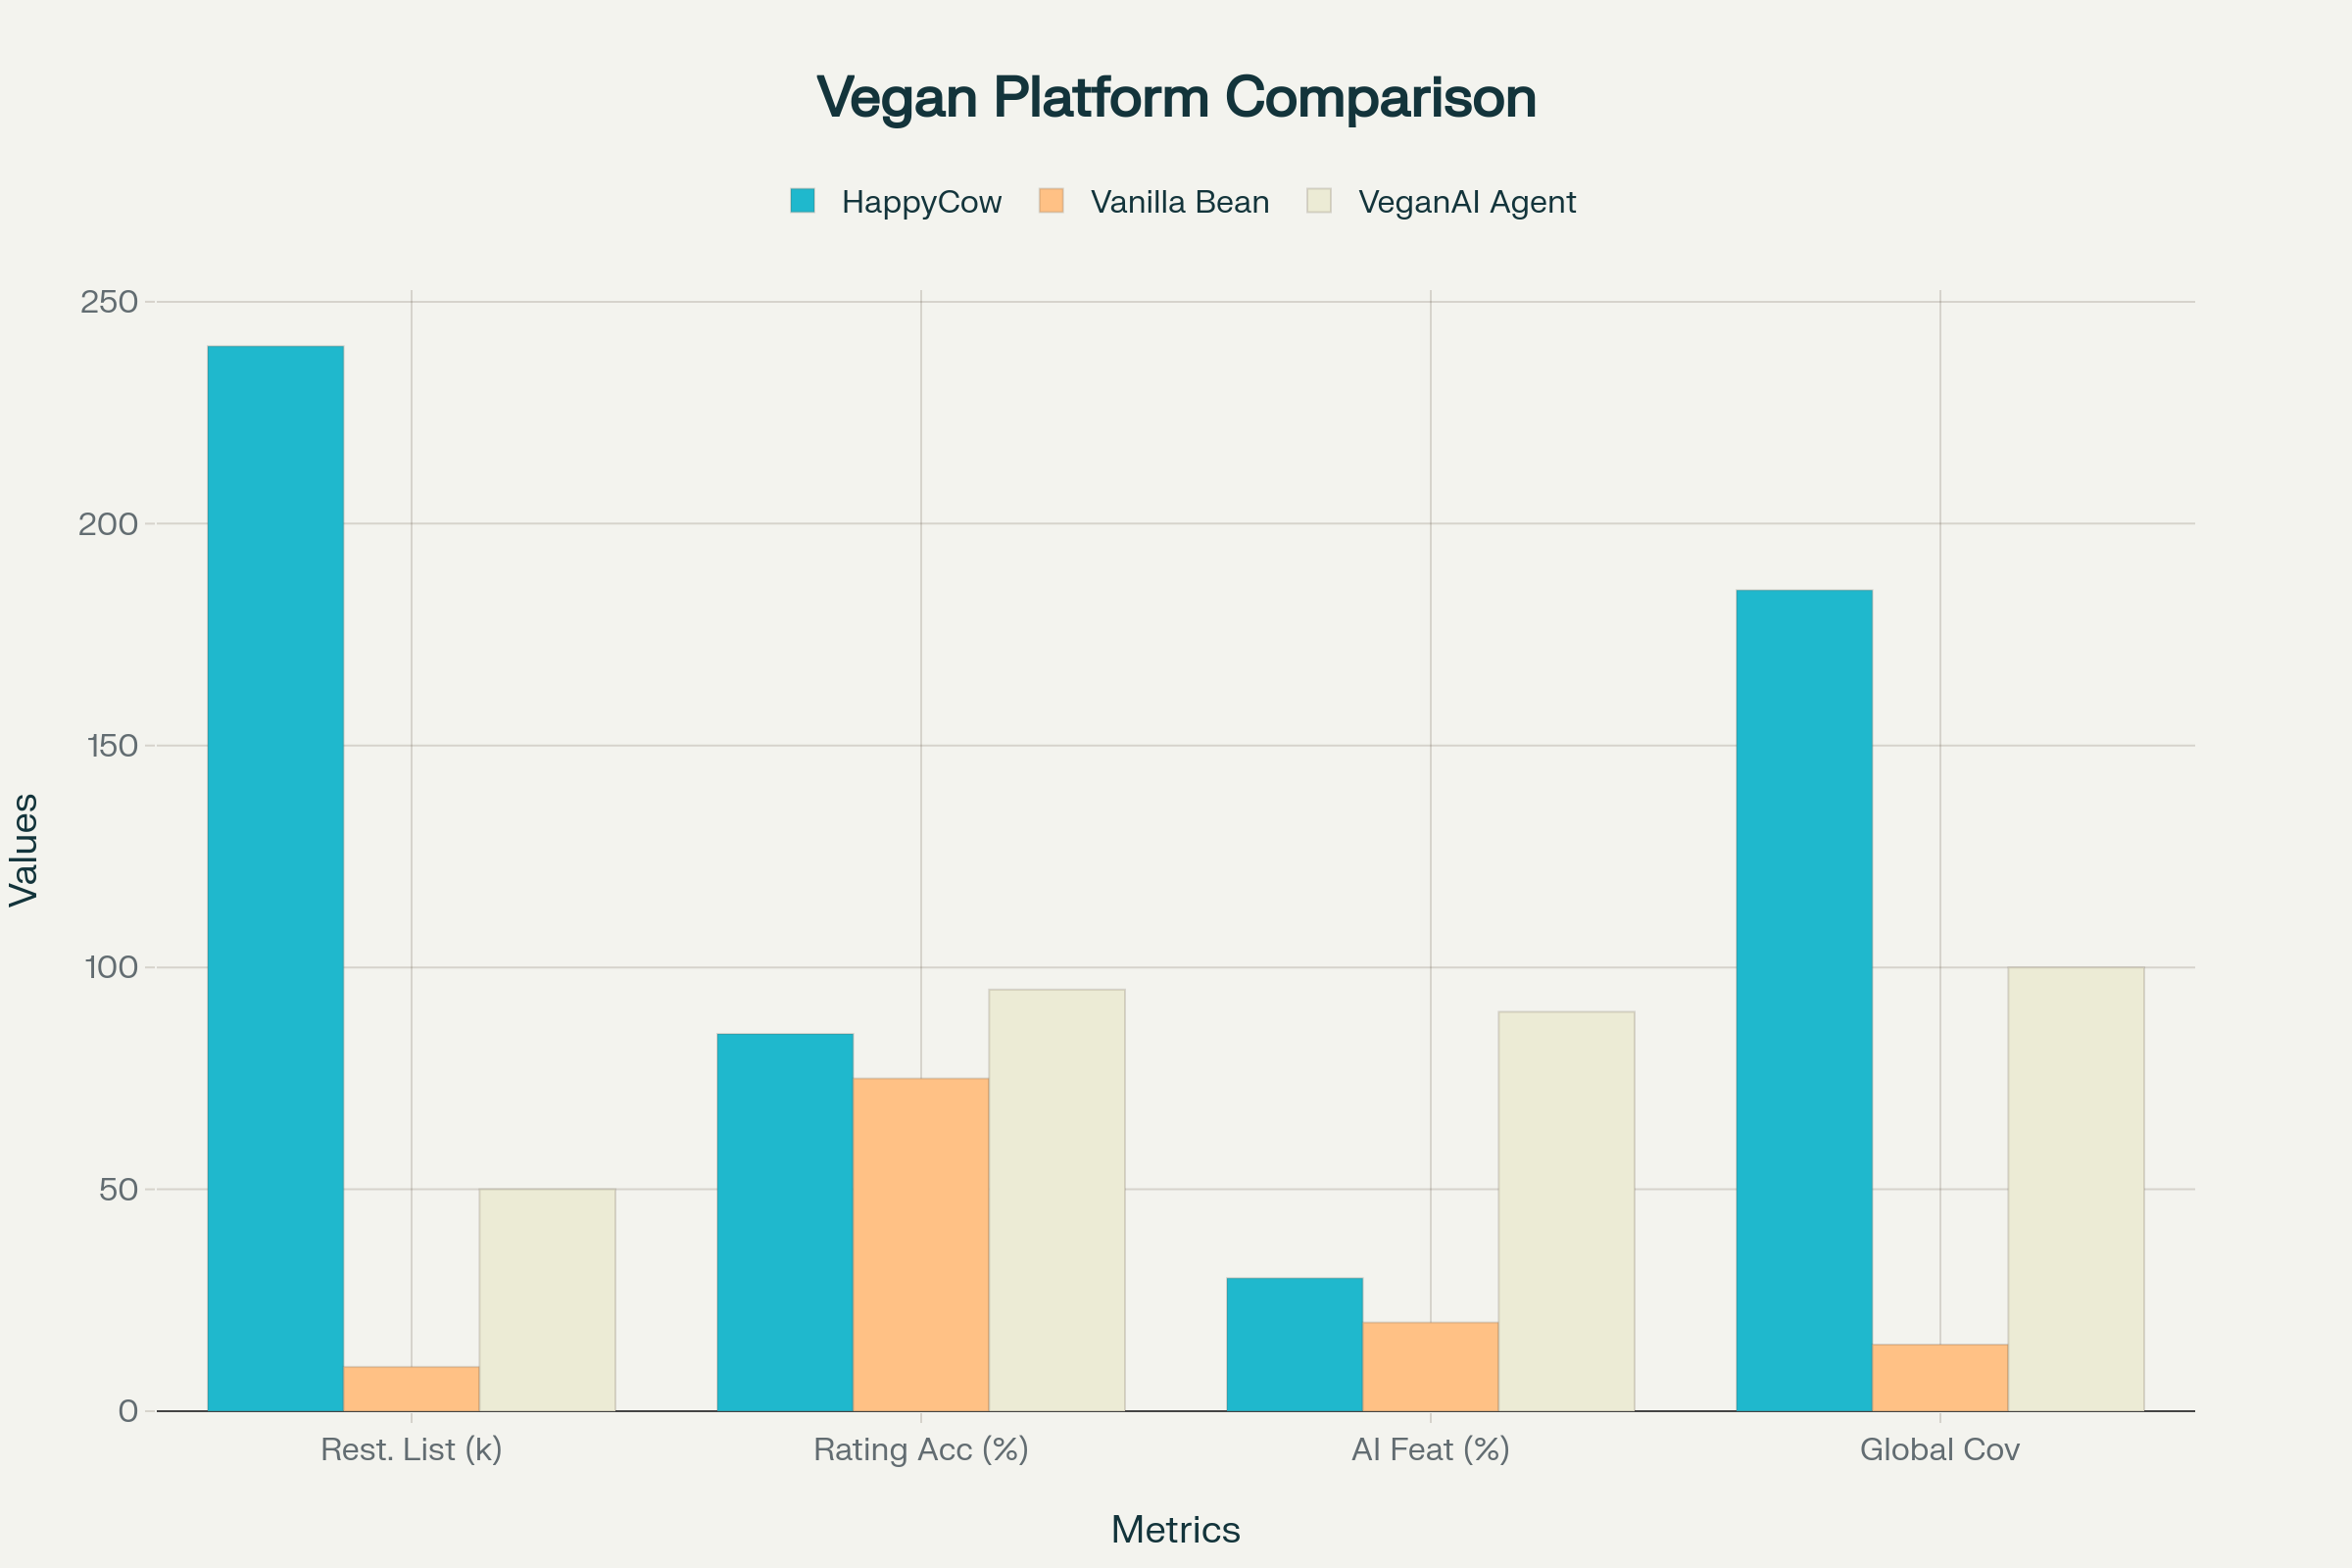 Vegan Platform Comparison
HappyCow Vanilla Bean VeganAI Agent
250
200
150
100
50
0
Values
Rest. List (k) Rating Acc (%) AI Feat (%) Global Cov
Metrics